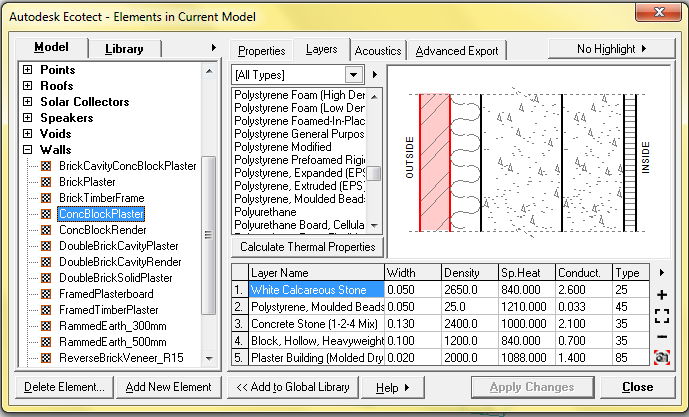 Autodesk Ecotect - Elements in Current Model
Model
Library
Points
Roofs
Solar Collectors
Speakers
Voids
Walls
BrickCavityConcBlockPlaster
BrickPlaster
BrickTimberFrame
ConcBlockPlaster
ConcBlockRender
DoubleBrickCavityPlaster
DoubleBrickCavityRender
DoubleBrickSolidPlaster
FramedPlasterboard
FramedTimberPlaster
RammedEarth_300mm
RammedEarth_500mm
ReverseBrickVeneer_R15
Properties
Layers
Acoustics
Advanced Export
No Highlight
[All Types]
Polystyrene Foam (High Den
Polystyrene Foam (Low Den
Polystyrene Foamed-In-Place
Polystyrene General Purpos
Polystyrene Modified
Polystyrene Prefoamed Rigid
Polystyrene, Expanded (EPS
Polystyrene, Extruded (EPS)
Polystyrene, Moulded Beads
Polyurethane
Polyurethane Board, Cellula
Calculate Thermal Properties
OUTSIDE
INSIDE
Layer Name Width Density Sp.Heat Conduct. Type
1. White Calcareous Stone 0.050 2650.0 840.000 2.600 25
2. Polystyrene, Moulded Beads 0.050 25.0 1210.000 0.033 45
3. Concrete Stone (1-2-4 Mix) 0.130 2400.0 1000.000 2.100 35
4. Block, Hollow, Heavyweight 0.100 1200.0 840.000 0.700 35
5. Plaster Building (Molded Dry 0.020 2000.0 1088.000 1.400 85
Delete Element...
Add New Element
<< Add to Global Library
Help
Apply Changes
Close